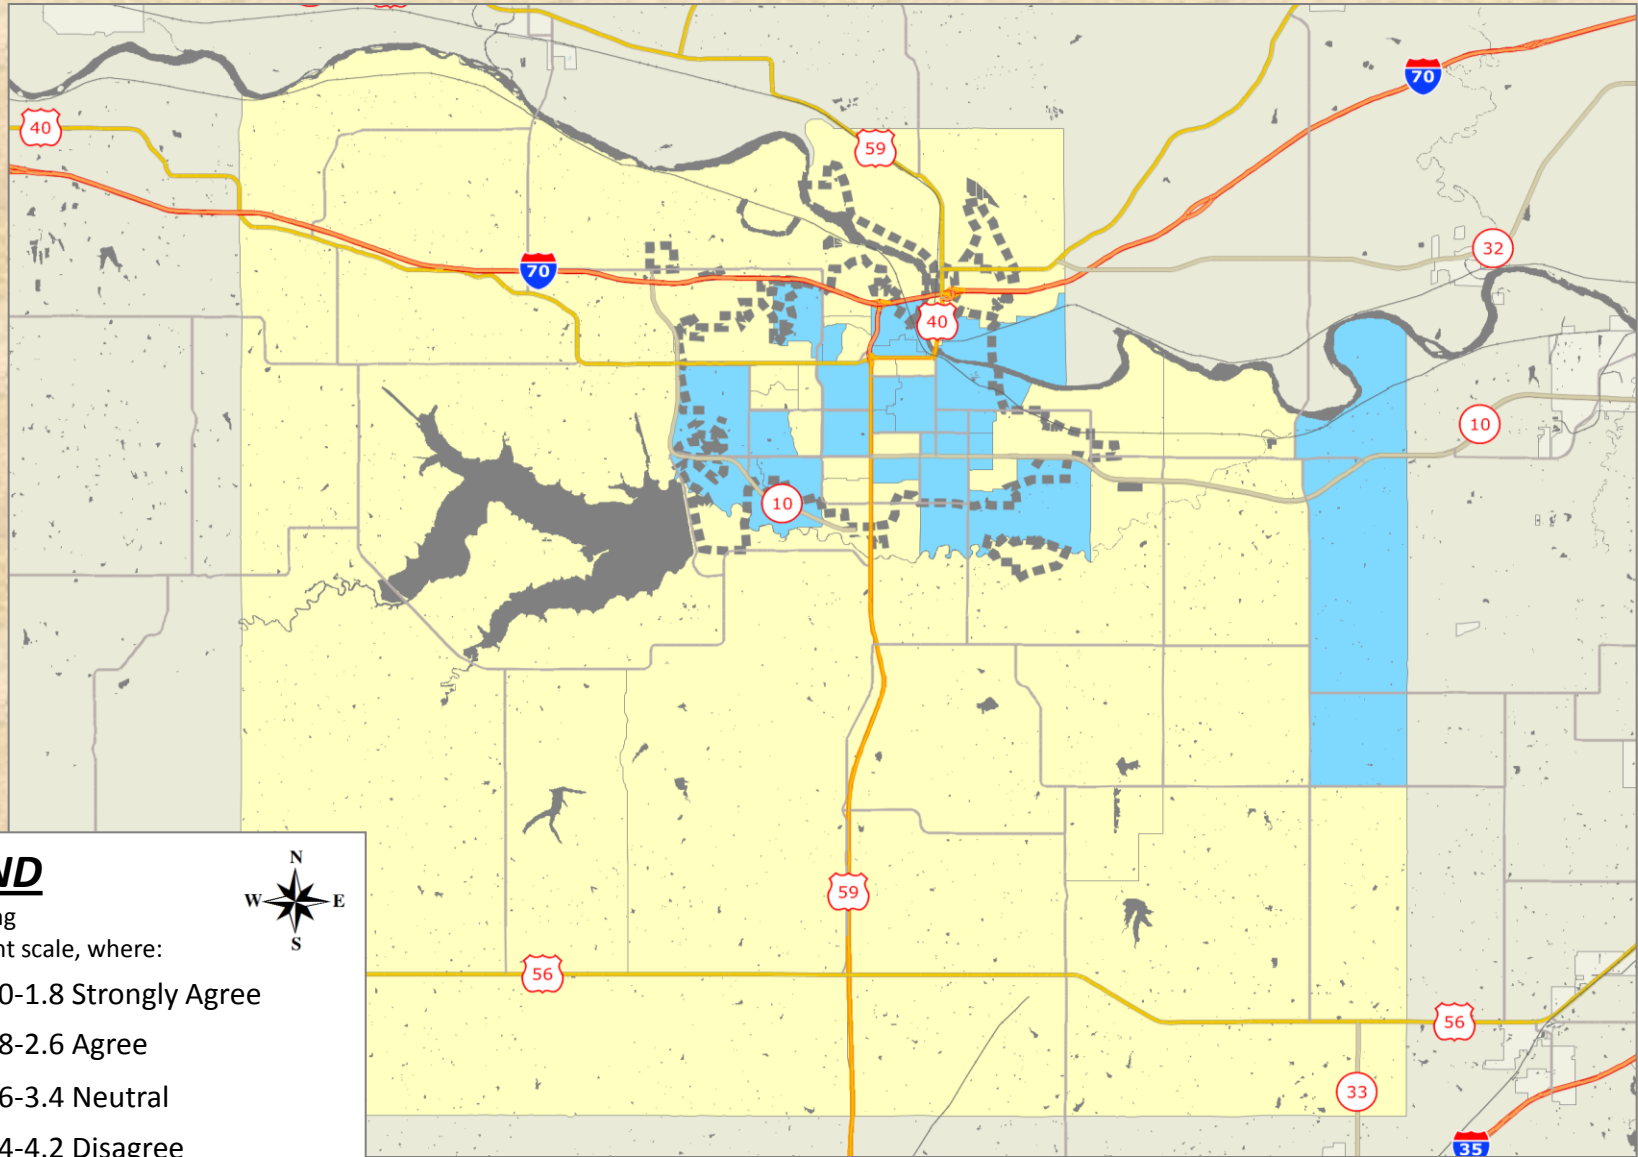 70
40
59
32
70
40
10
10
59
56
56
33
35
ND
N
W E
S
ng
nt scale, where:
0-1.8 Strongly Agree
8-2.6 Agree
6-3.4 Neutral
4-4.2 Disagree